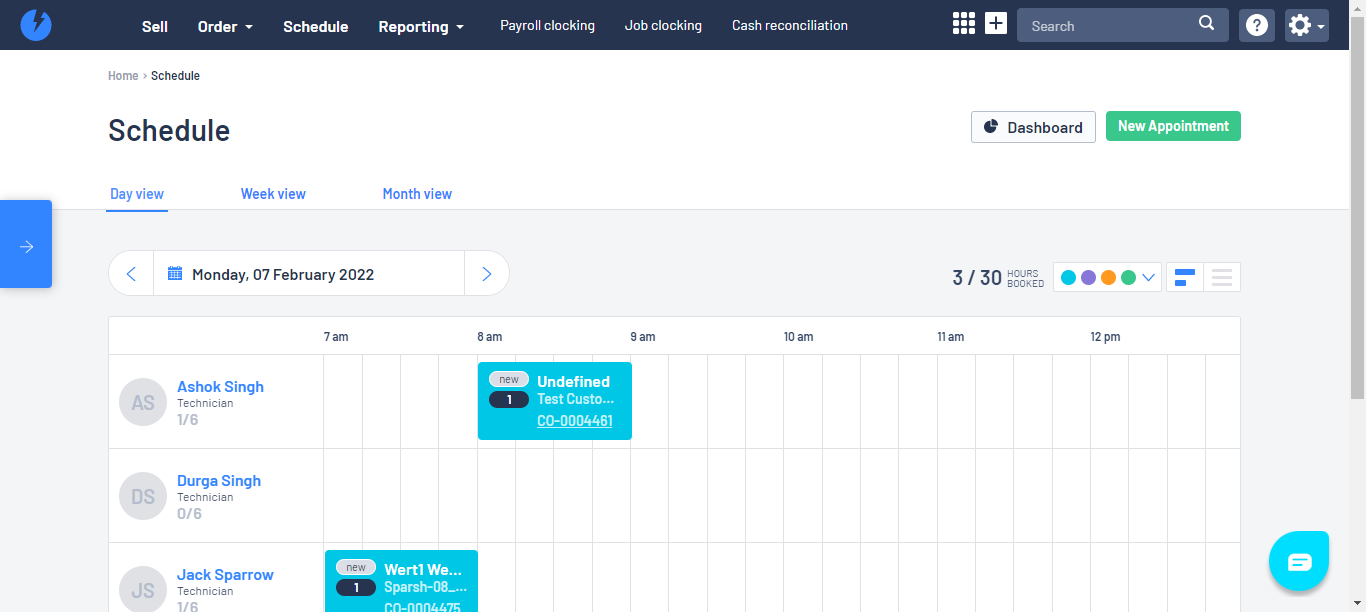 Sell Order Schedule Reporting Payroll clocking Job clocking Cash reconciliation Search
Home › Schedule
Schedule
Dashboard New Appointment
Day view Week view Month view
Monday, 07 February 2022
3 / 30 HOURS BOOKED
7 am 8 am 9 am 10 am 11 am 12 pm
AS Ashok Singh
Technician
1/6
new Undefined
1 Test Custo...
CO-0004461
DS Durga Singh
Technician
0/6
JS Jack Sparrow
Technician
1/6
new Wert1 We...
1 Sparsh-08_...
CO-0004475